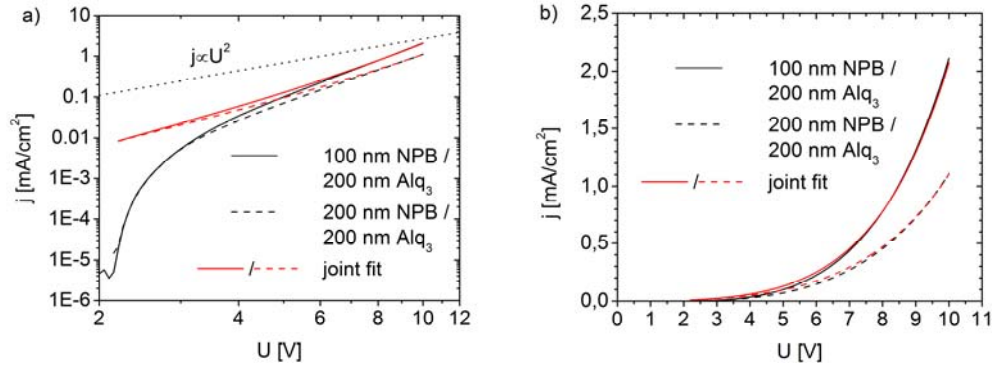 a)
10
1
0.1
0.01
1E-3
1E-4
1E-5
1E-6
j [mA/cm²]
j∝U²
100 nm NPB /
200 nm Alq₃
200 nm NPB /
200 nm Alq₃
/ joint fit
2 4 6 8 10 12
U [V]
b)
2,5
2,0
1,5
1,0
0,5
0,0
j [mA/cm²]
100 nm NPB /
200 nm Alq₃
200 nm NPB /
200 nm Alq₃
/ joint fit
0 1 2 3 4 5 6 7 8 9 10 11
U [V]